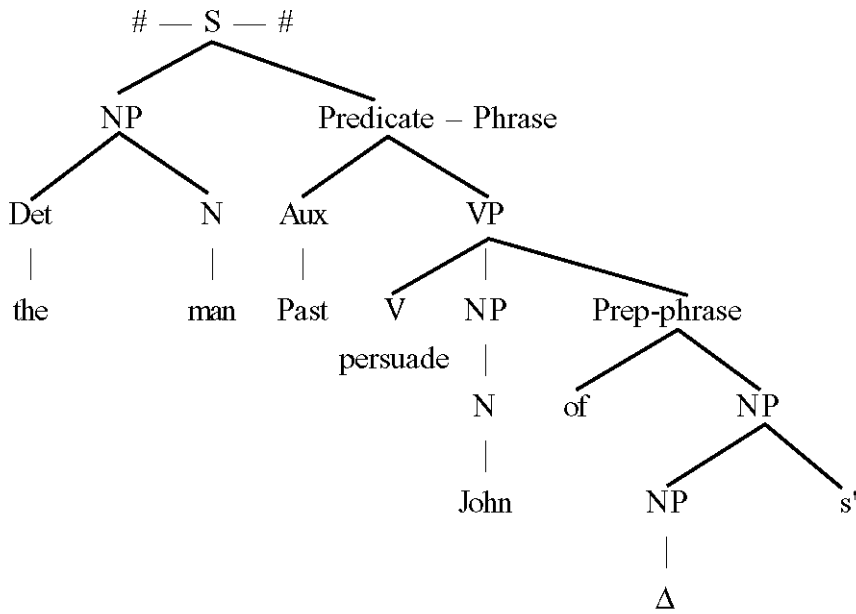 # — S — #
NP Predicate – Phrase
Det N Aux VP
the man Past V NP Prep-phrase
persuade
N of NP
John NP s'
Δ